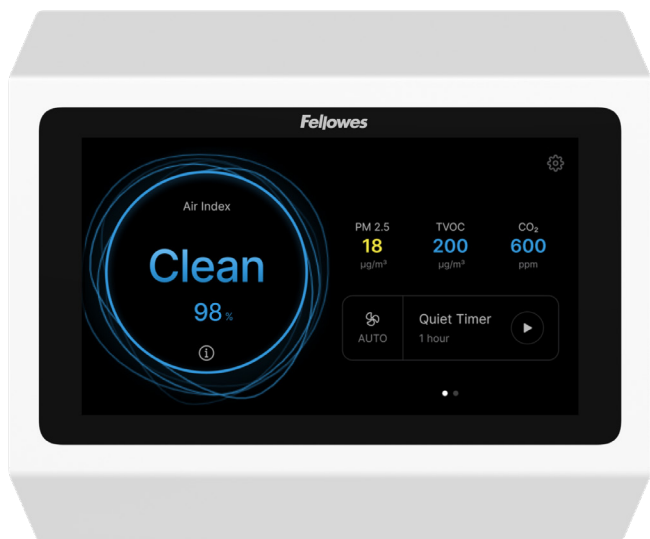 Fellowes
Air Index
Clean
98 %
PM 2.5
18
µg/m³
TVOC
200
µg/m³
CO₂
600
ppm
AUTO
Quiet Timer
1 hour